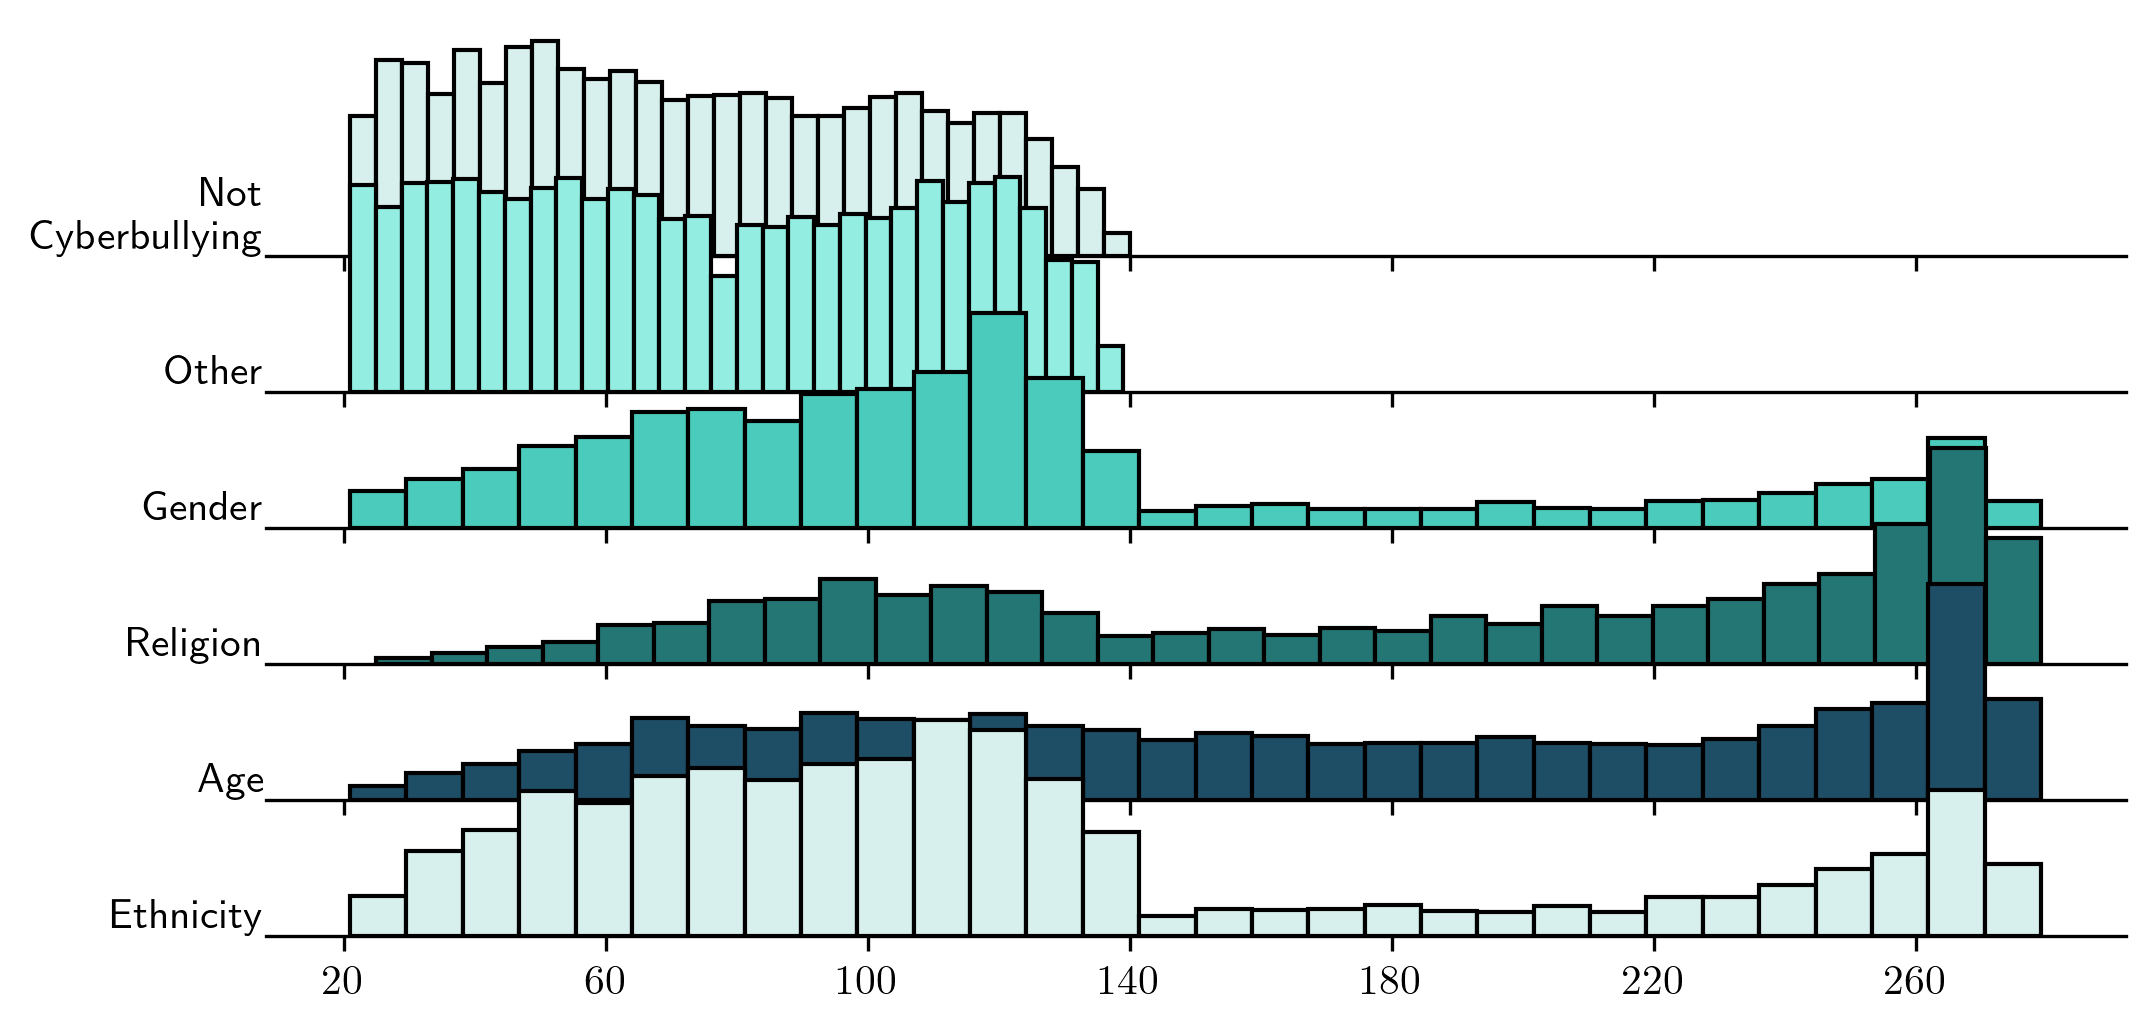 Not
Cyberbullying
Other
Gender
Religion
Age
Ethnicity
20 60 100 140 180 220 260